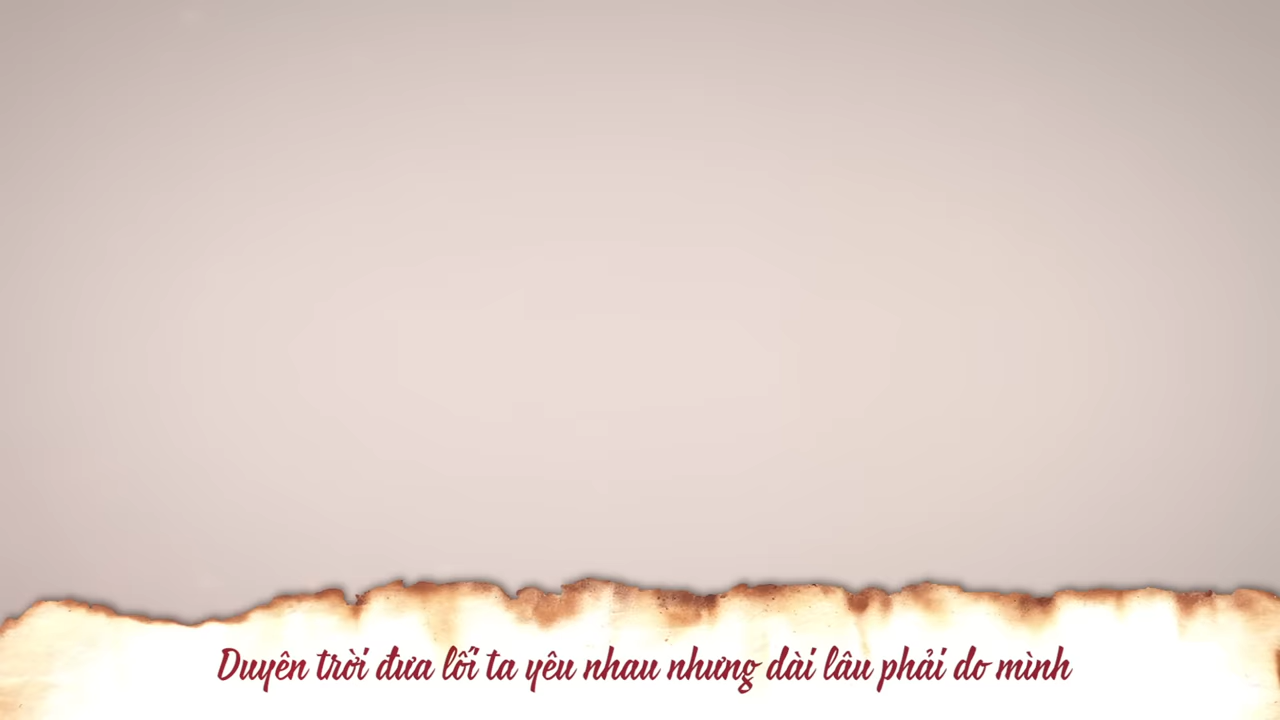 Duyên trời đưa lối ta yêu nhau nhưng dài lâu phải do mình